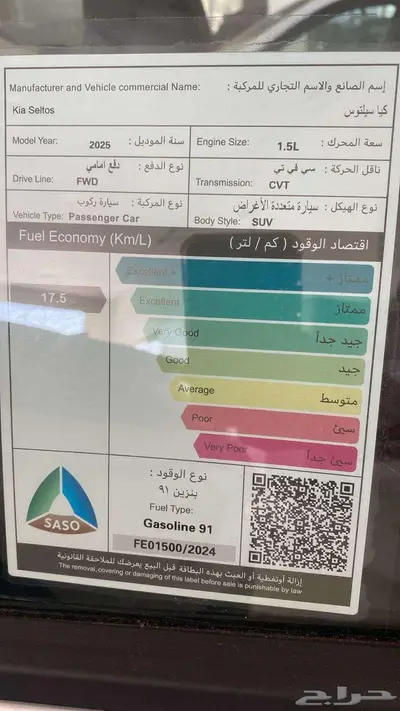 إسم الصانع والاسم التجاري للمركبة :
Manufacturer and Vehicle commercial Name:
كيا سيلتوس
Kia Seltos
سنة الموديل :
Model Year: 2025
سعة المحرك :
Engine Size: 1.5L
نوع الدفع : دفع امامي
Drive Line: FWD
ناقل الحركة : سي في تي
Transmission: CVT
نوع المركبة : سيارة ركوب
Vehicle Type: Passenger Car
نوع الهيكل : سيارة متعددة الأغراض
Body Style: SUV
Fuel Economy (Km/L) اقتصاد الوقود ( كم / لتر )
17.5
Excellent + ممتاز +
Excellent ممتاز
Very Good جيد جداً
Good جيد
Average متوسط
Poor سيئ
Very Poor سيئ جداً
نوع الوقود :
بنزين ٩١
Fuel Type:
Gasoline 91
FE01500/2024
SASO
إزالة أوتغطية أو العبث بهذه البطاقة قبل البيع يعرضك للملاحقة القانونية
The removal, covering or damaging of this label before sale is punishable by law
حراج